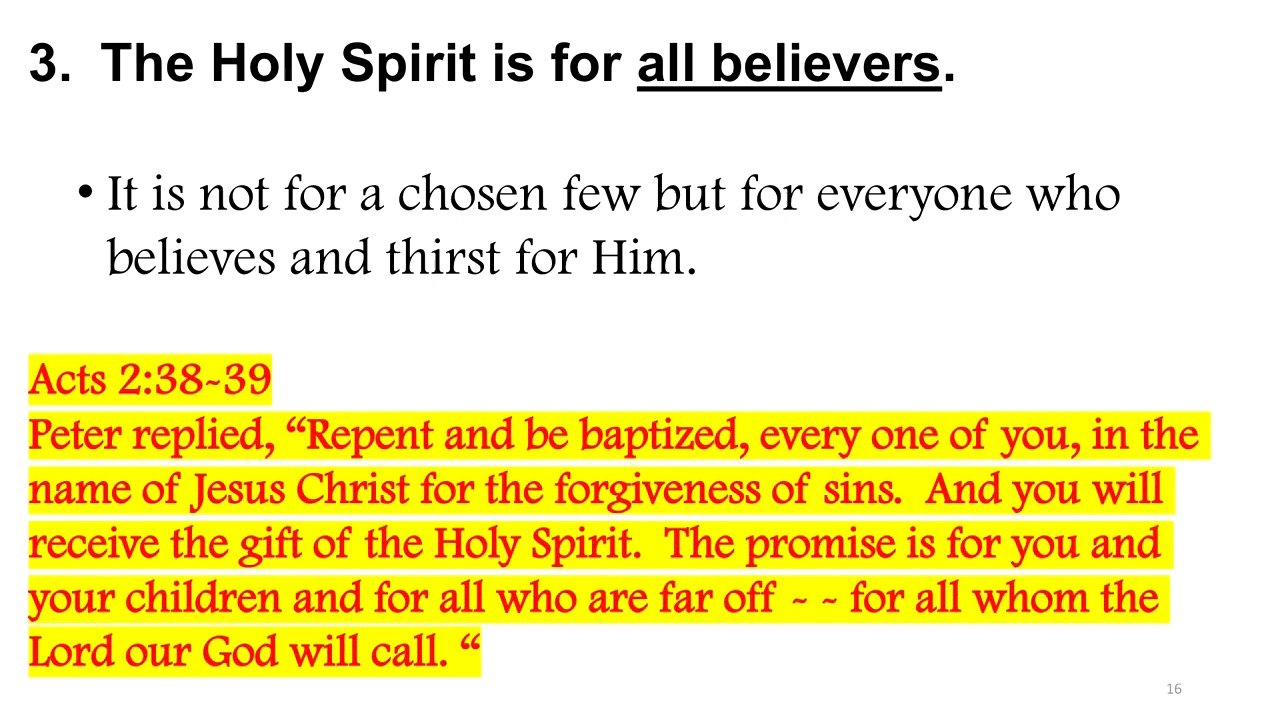 3.  The Holy Spirit is for all believers.
• It is not for a chosen few but for everyone who
believes and thirst for Him.
Acts 2:38-39
Peter replied, “Repent and be baptized, every one of you, in the
name of Jesus Christ for the forgiveness of sins.  And you will
receive the gift of the Holy Spirit.  The promise is for you and
your children and for all who are far off - - for all whom the
Lord our God will call. “
16